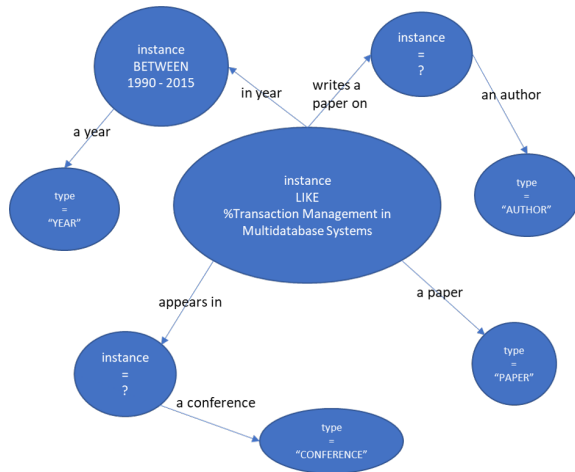 instance
BETWEEN
1990 - 2015
instance
=
?
in year
writes a
paper on
an author
a year
type
=
"YEAR"
instance
LIKE
%Transaction Management in
Multidatabase Systems
type
=
"AUTHOR"
appears in
a paper
instance
=
?
type
=
"PAPER"
a conference
type
=
"CONFERENCE"